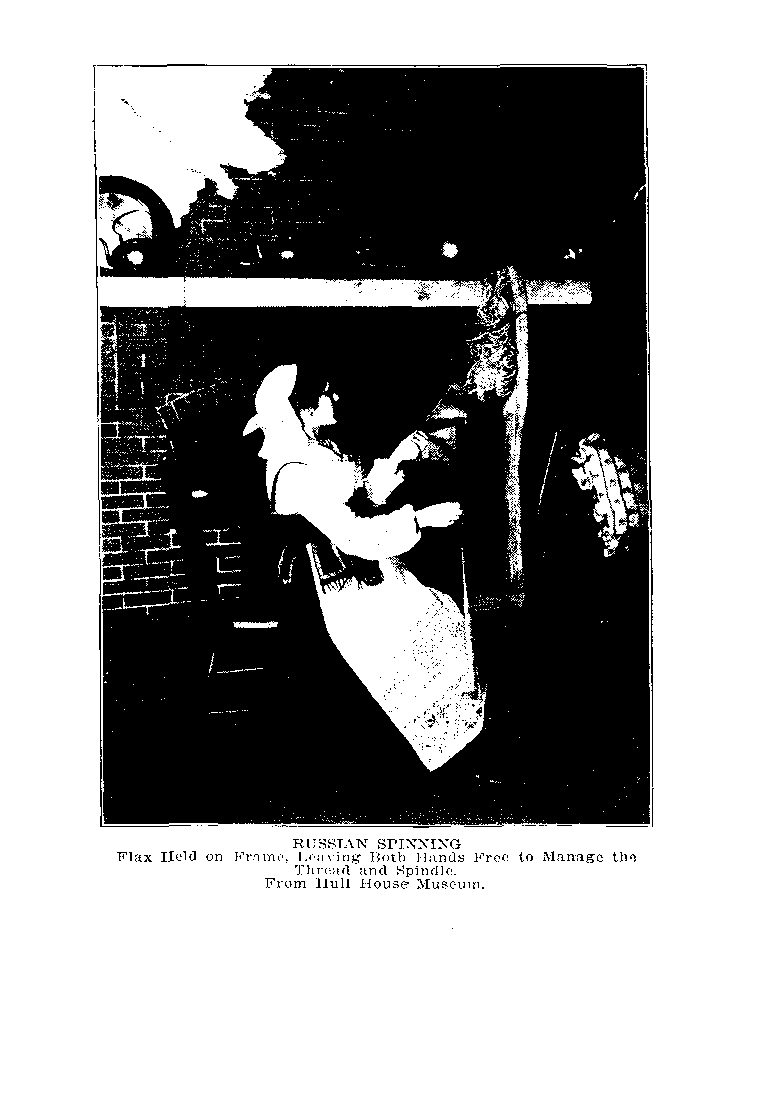 RUSSIAN SPINNING
Flax Held on Frame, Leaving Both Hands Free to Manage the
Thread and Spindle.
From Hull House Museum.